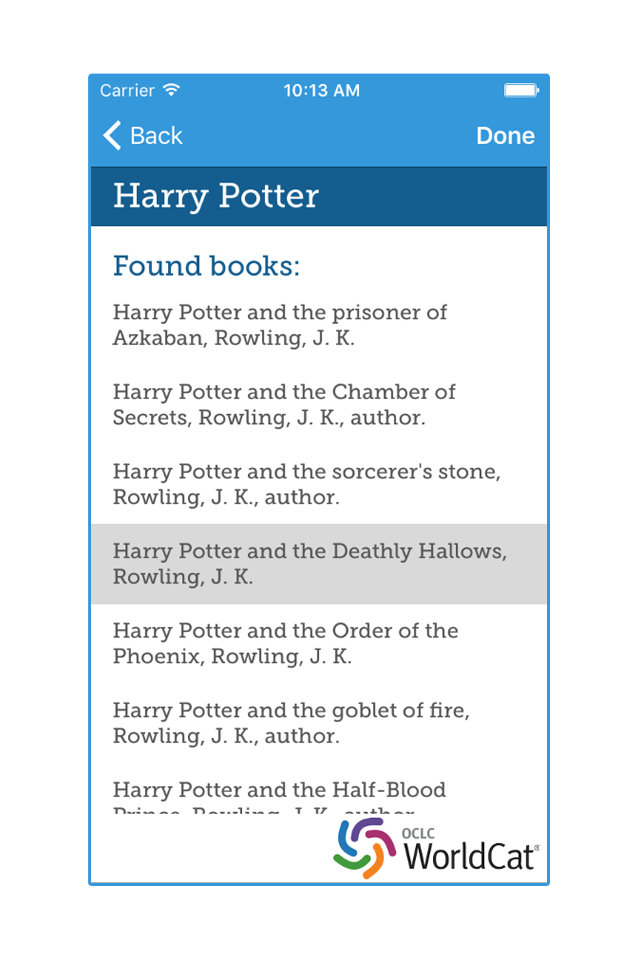 Carrier 10:13 AM
Back Done
Harry Potter
Found books:
Harry Potter and the prisoner of
Azkaban, Rowling, J. K.
Harry Potter and the Chamber of
Secrets, Rowling, J. K., author.
Harry Potter and the sorcerer's stone,
Rowling, J. K., author.
Harry Potter and the Deathly Hallows,
Rowling, J. K.
Harry Potter and the Order of the
Phoenix, Rowling, J. K.
Harry Potter and the goblet of fire,
Rowling, J. K., author.
Harry Potter and the Half-Blood
Prince, Rowling, J. K., author.
OCLC
WorldCat®